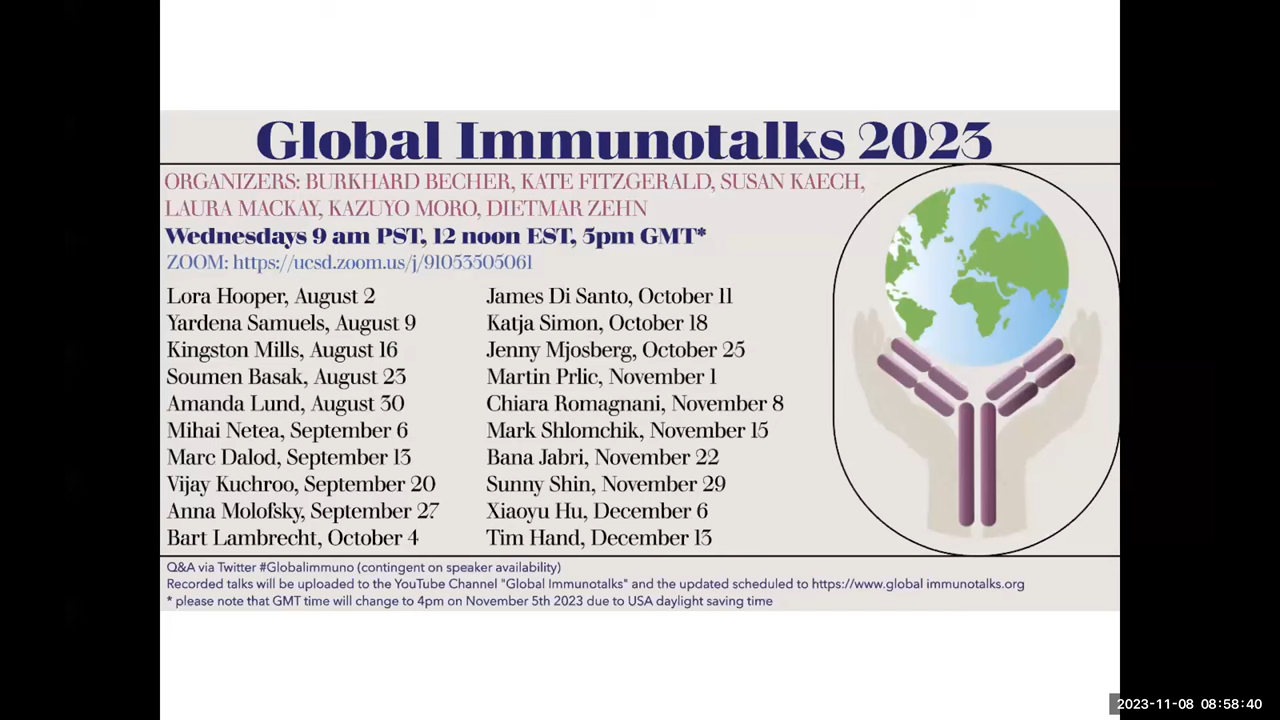 Global Immunotalks 2023
ORGANIZERS: BURKHARD BECHER, KATE FITZGERALD, SUSAN KAECH,
LAURA MACKAY, KAZUYO MORO, DIETMAR ZEHN
Wednesdays 9 am PST, 12 noon EST, 5pm GMT*
ZOOM: https://ucsd.zoom.us/j/91053505061
Lora Hooper, August 2
Yardena Samuels, August 9
Kingston Mills, August 16
Soumen Basak, August 23
Amanda Lund, August 30
Mihai Netea, September 6
Marc Dalod, September 13
Vijay Kuchroo, September 20
Anna Molofsky, September 27
Bart Lambrecht, October 4
James Di Santo, October 11
Katja Simon, October 18
Jenny Mjosberg, October 25
Martin Prlic, November 1
Chiara Romagnani, November 8
Mark Shlomchik, November 15
Bana Jabri, November 22
Sunny Shin, November 29
Xiaoyu Hu, December 6
Tim Hand, December 13
Q&A via Twitter #Globalimmuno (contingent on speaker availability)
Recorded talks will be uploaded to the YouTube Channel "Global Immunotalks" and the updated scheduled to https://www.global immunotalks.org
* please note that GMT time will change to 4pm on November 5th 2023 due to USA daylight saving time
2023-11-08 08:58:40